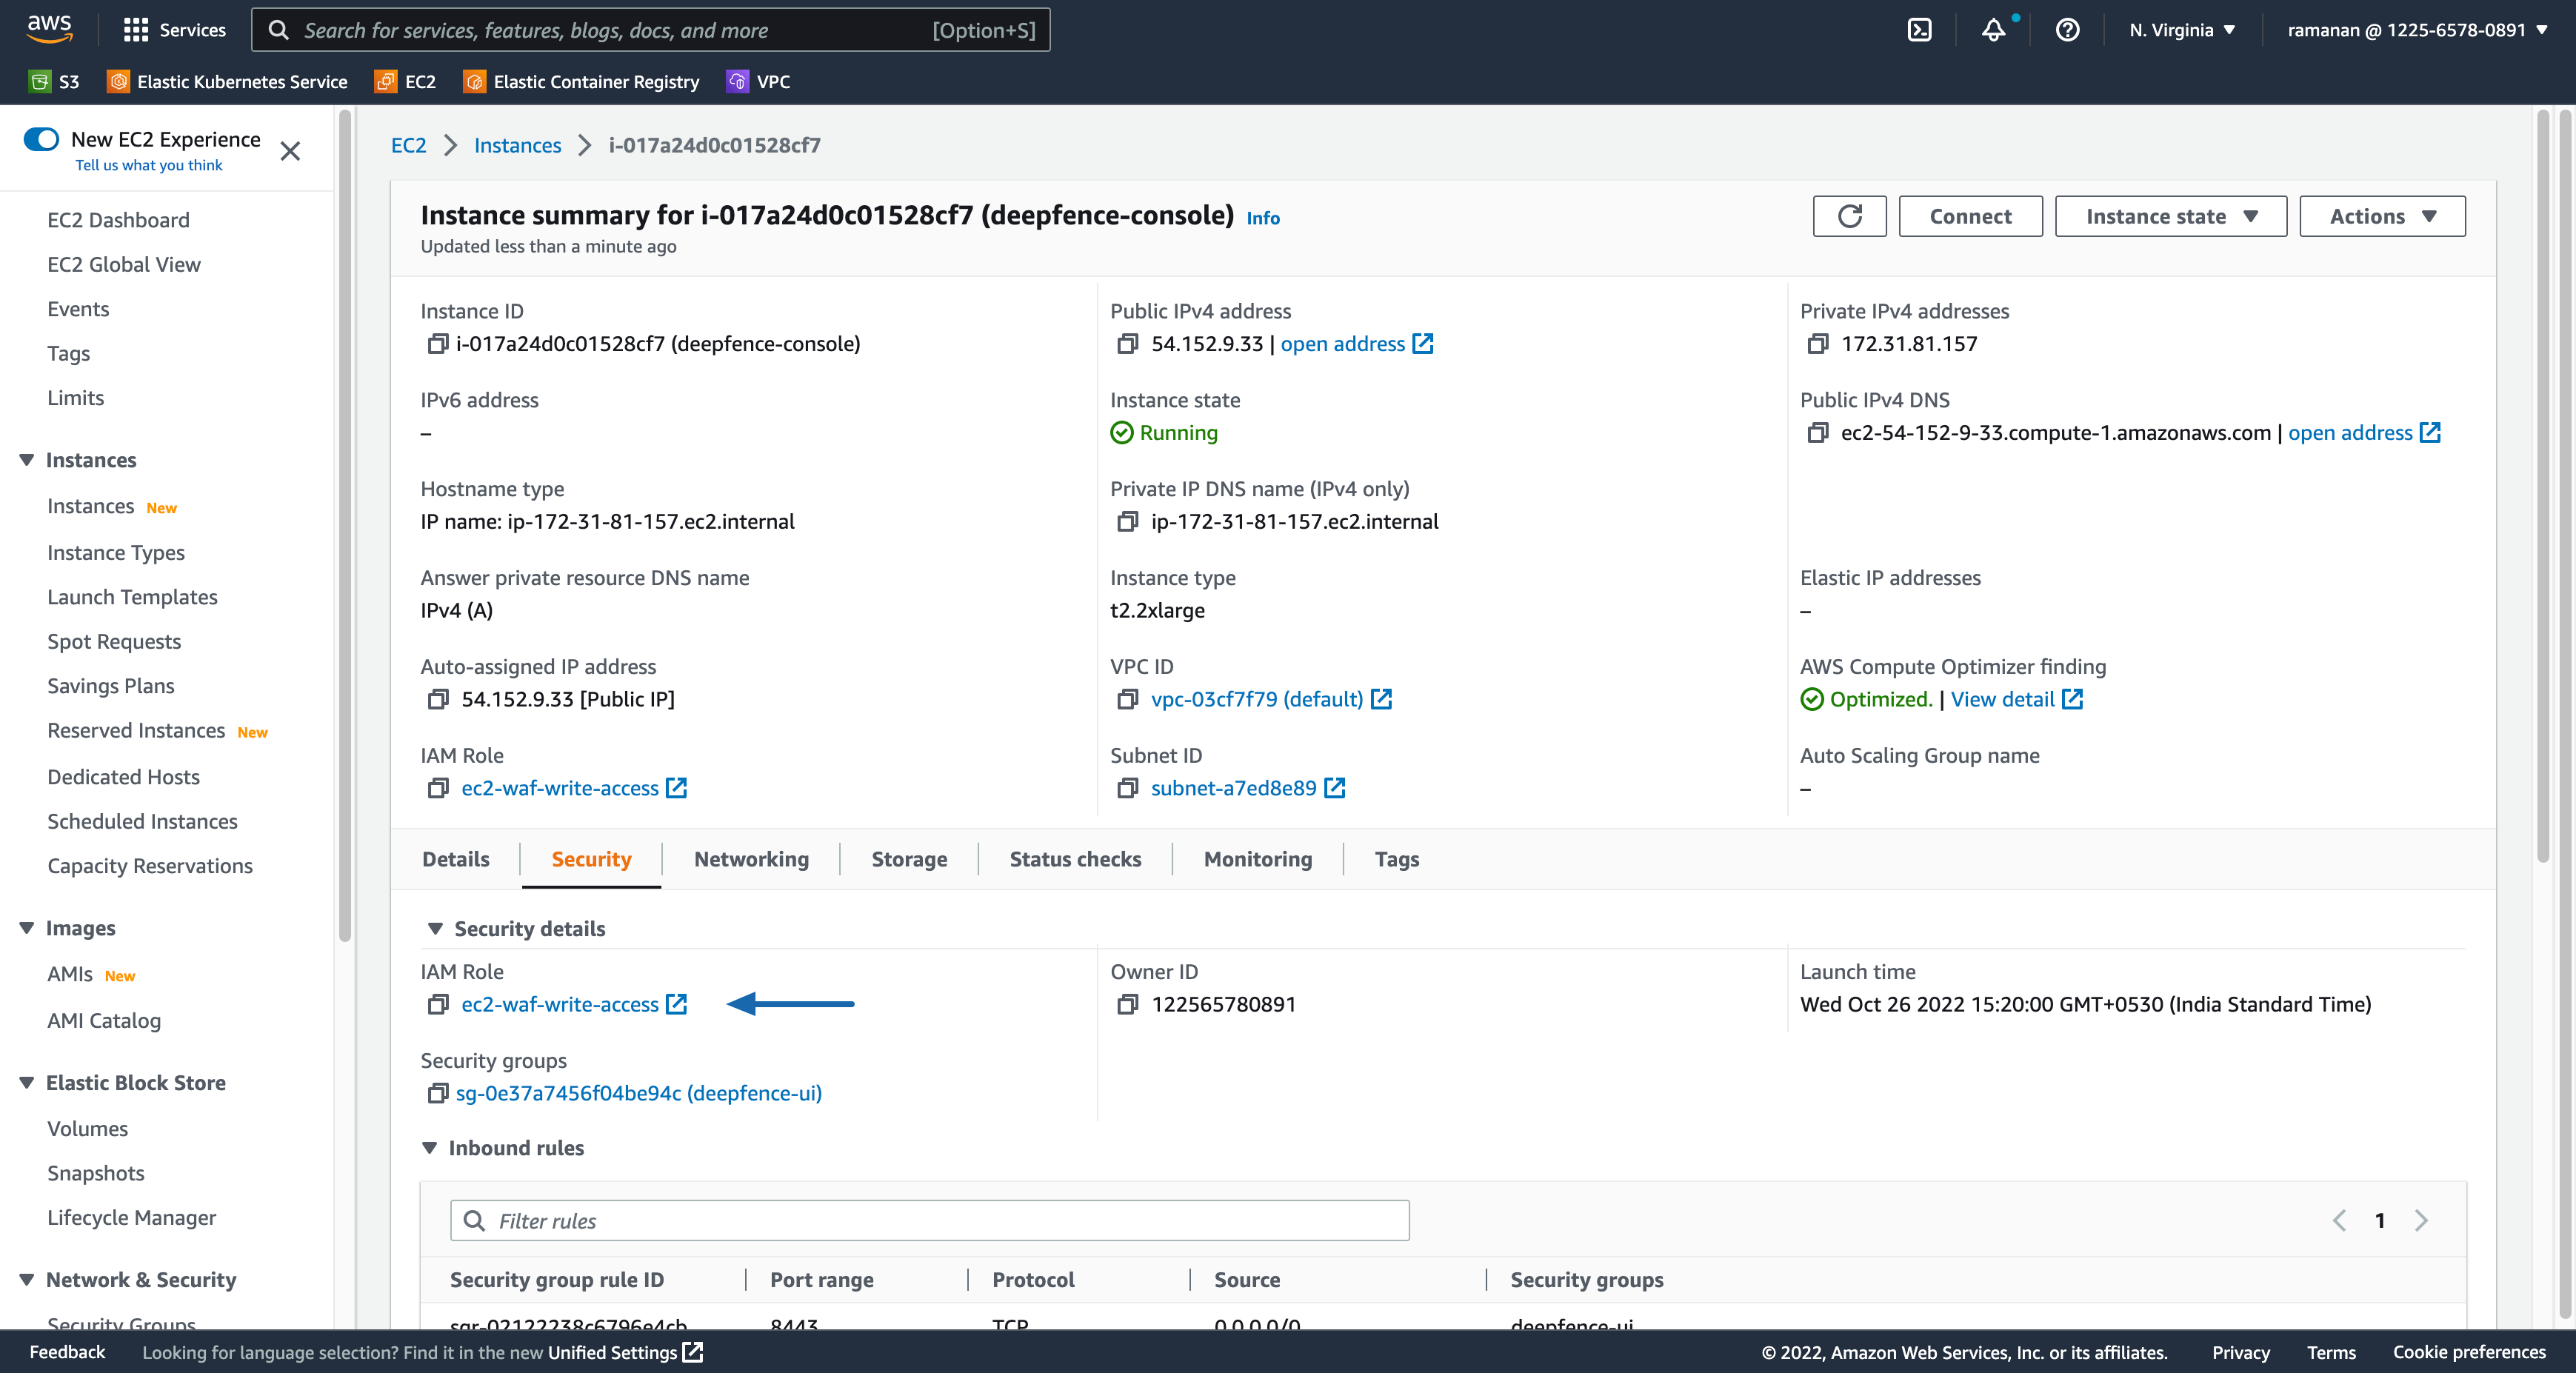 aws
Services
Search for services, features, blogs, docs, and more [Option+S]
N. Virginia
ramanan @ 1225-6578-0891
S3
Elastic Kubernetes Service
EC2
Elastic Container Registry
VPC
New EC2 Experience
Tell us what you think
EC2 Dashboard
EC2 Global View
Events
Tags
Limits
Instances
Instances New
Instance Types
Launch Templates
Spot Requests
Savings Plans
Reserved Instances New
Dedicated Hosts
Scheduled Instances
Capacity Reservations
Images
AMIs New
AMI Catalog
Elastic Block Store
Volumes
Snapshots
Lifecycle Manager
Network & Security
Security Groups
EC2 > Instances > i-017a24d0c01528cf7
Instance summary for i-017a24d0c01528cf7 (deepfence-console) Info
Updated less than a minute ago
Connect
Instance state
Actions
Instance ID
i-017a24d0c01528cf7 (deepfence-console)
Public IPv4 address
54.152.9.33 | open address
Private IPv4 addresses
172.31.81.157
IPv6 address
–
Instance state
Running
Public IPv4 DNS
ec2-54-152-9-33.compute-1.amazonaws.com | open address
Hostname type
IP name: ip-172-31-81-157.ec2.internal
Private IP DNS name (IPv4 only)
ip-172-31-81-157.ec2.internal
Answer private resource DNS name
IPv4 (A)
Instance type
t2.2xlarge
Elastic IP addresses
–
Auto-assigned IP address
54.152.9.33 [Public IP]
VPC ID
vpc-03cf7f79 (default)
AWS Compute Optimizer finding
Optimized. | View detail
IAM Role
ec2-waf-write-access
Subnet ID
subnet-a7ed8e89
Auto Scaling Group name
–
Details
Security
Networking
Storage
Status checks
Monitoring
Tags
Security details
IAM Role
ec2-waf-write-access
Owner ID
122565780891
Launch time
Wed Oct 26 2022 15:20:00 GMT+0530 (India Standard Time)
Security groups
sg-0e37a7456f04be94c (deepfence-ui)
Inbound rules
Filter rules
1
Security group rule ID
Port range
Protocol
Source
Security groups
sgr-02122238c6796e4cb
8443
TCP
0.0.0.0/0
deepfence-ui
Feedback
Looking for language selection? Find it in the new Unified Settings
© 2022, Amazon Web Services, Inc. or its affiliates.
Privacy
Terms
Cookie preferences